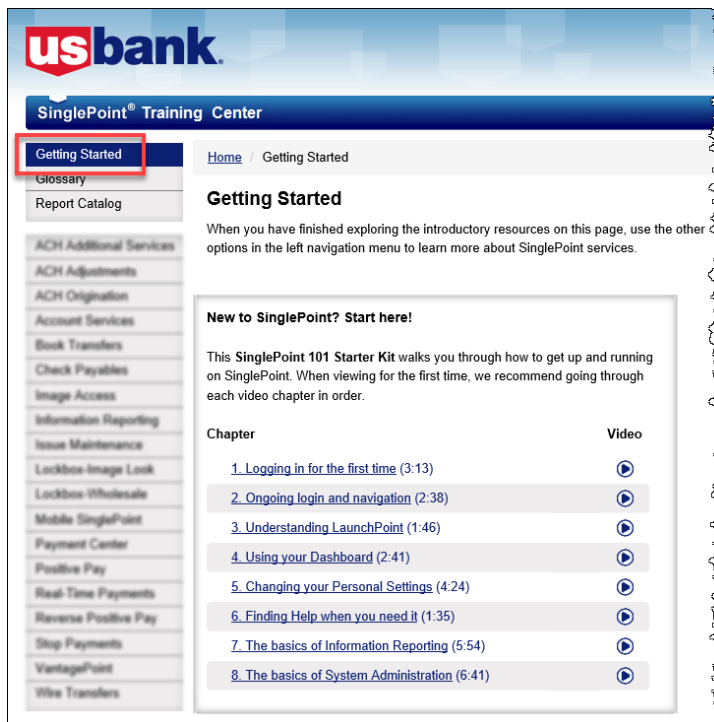 usbank.
SinglePoint® Training Center
Getting Started
Glossary
Report Catalog
ACH Additional Services
ACH Adjustments
ACH Origination
Account Services
Book Transfers
Check Payables
Image Access
Information Reporting
Issue Maintenance
Lockbox-Image Look
Lockbox-Wholesale
Mobile SinglePoint
Payment Center
Positive Pay
Real-Time Payments
Reverse Positive Pay
Stop Payments
VantagePoint
Wire Transfers
Home / Getting Started
Getting Started
When you have finished exploring the introductory resources on this page, use the other
options in the left navigation menu to learn more about SinglePoint services.
New to SinglePoint? Start here!
This SinglePoint 101 Starter Kit walks you through how to get up and running
on SinglePoint. When viewing for the first time, we recommend going through
each video chapter in order.
Chapter Video
1. Logging in for the first time (3:13)
2. Ongoing login and navigation (2:38)
3. Understanding LaunchPoint (1:46)
4. Using your Dashboard (2:41)
5. Changing your Personal Settings (4:24)
6. Finding Help when you need it (1:35)
7. The basics of Information Reporting (5:54)
8. The basics of System Administration (6:41)